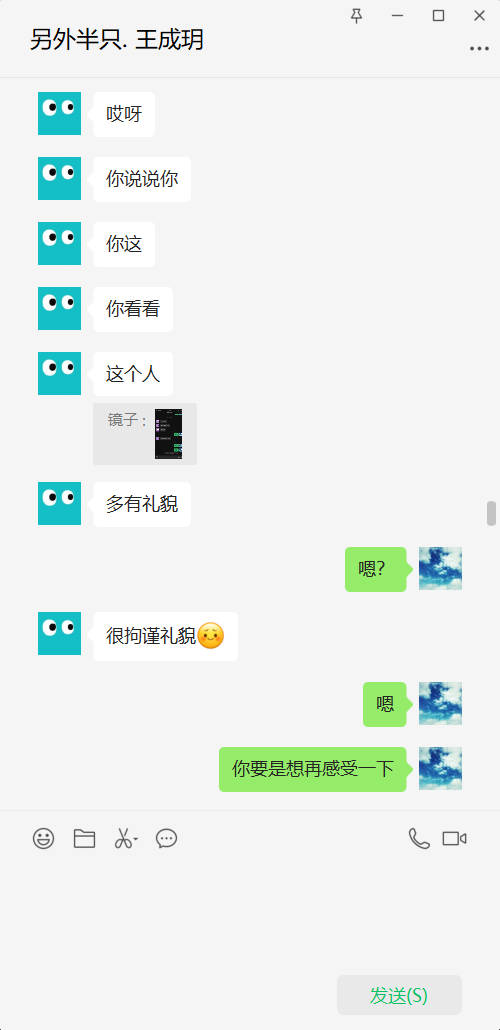 另外半只. 王成玥
哎呀
你说说你
你这
你看看
这个人
镜子：
多有礼貌
嗯？
很拘谨礼貌
嗯
你要是想再感受一下
发送(S)